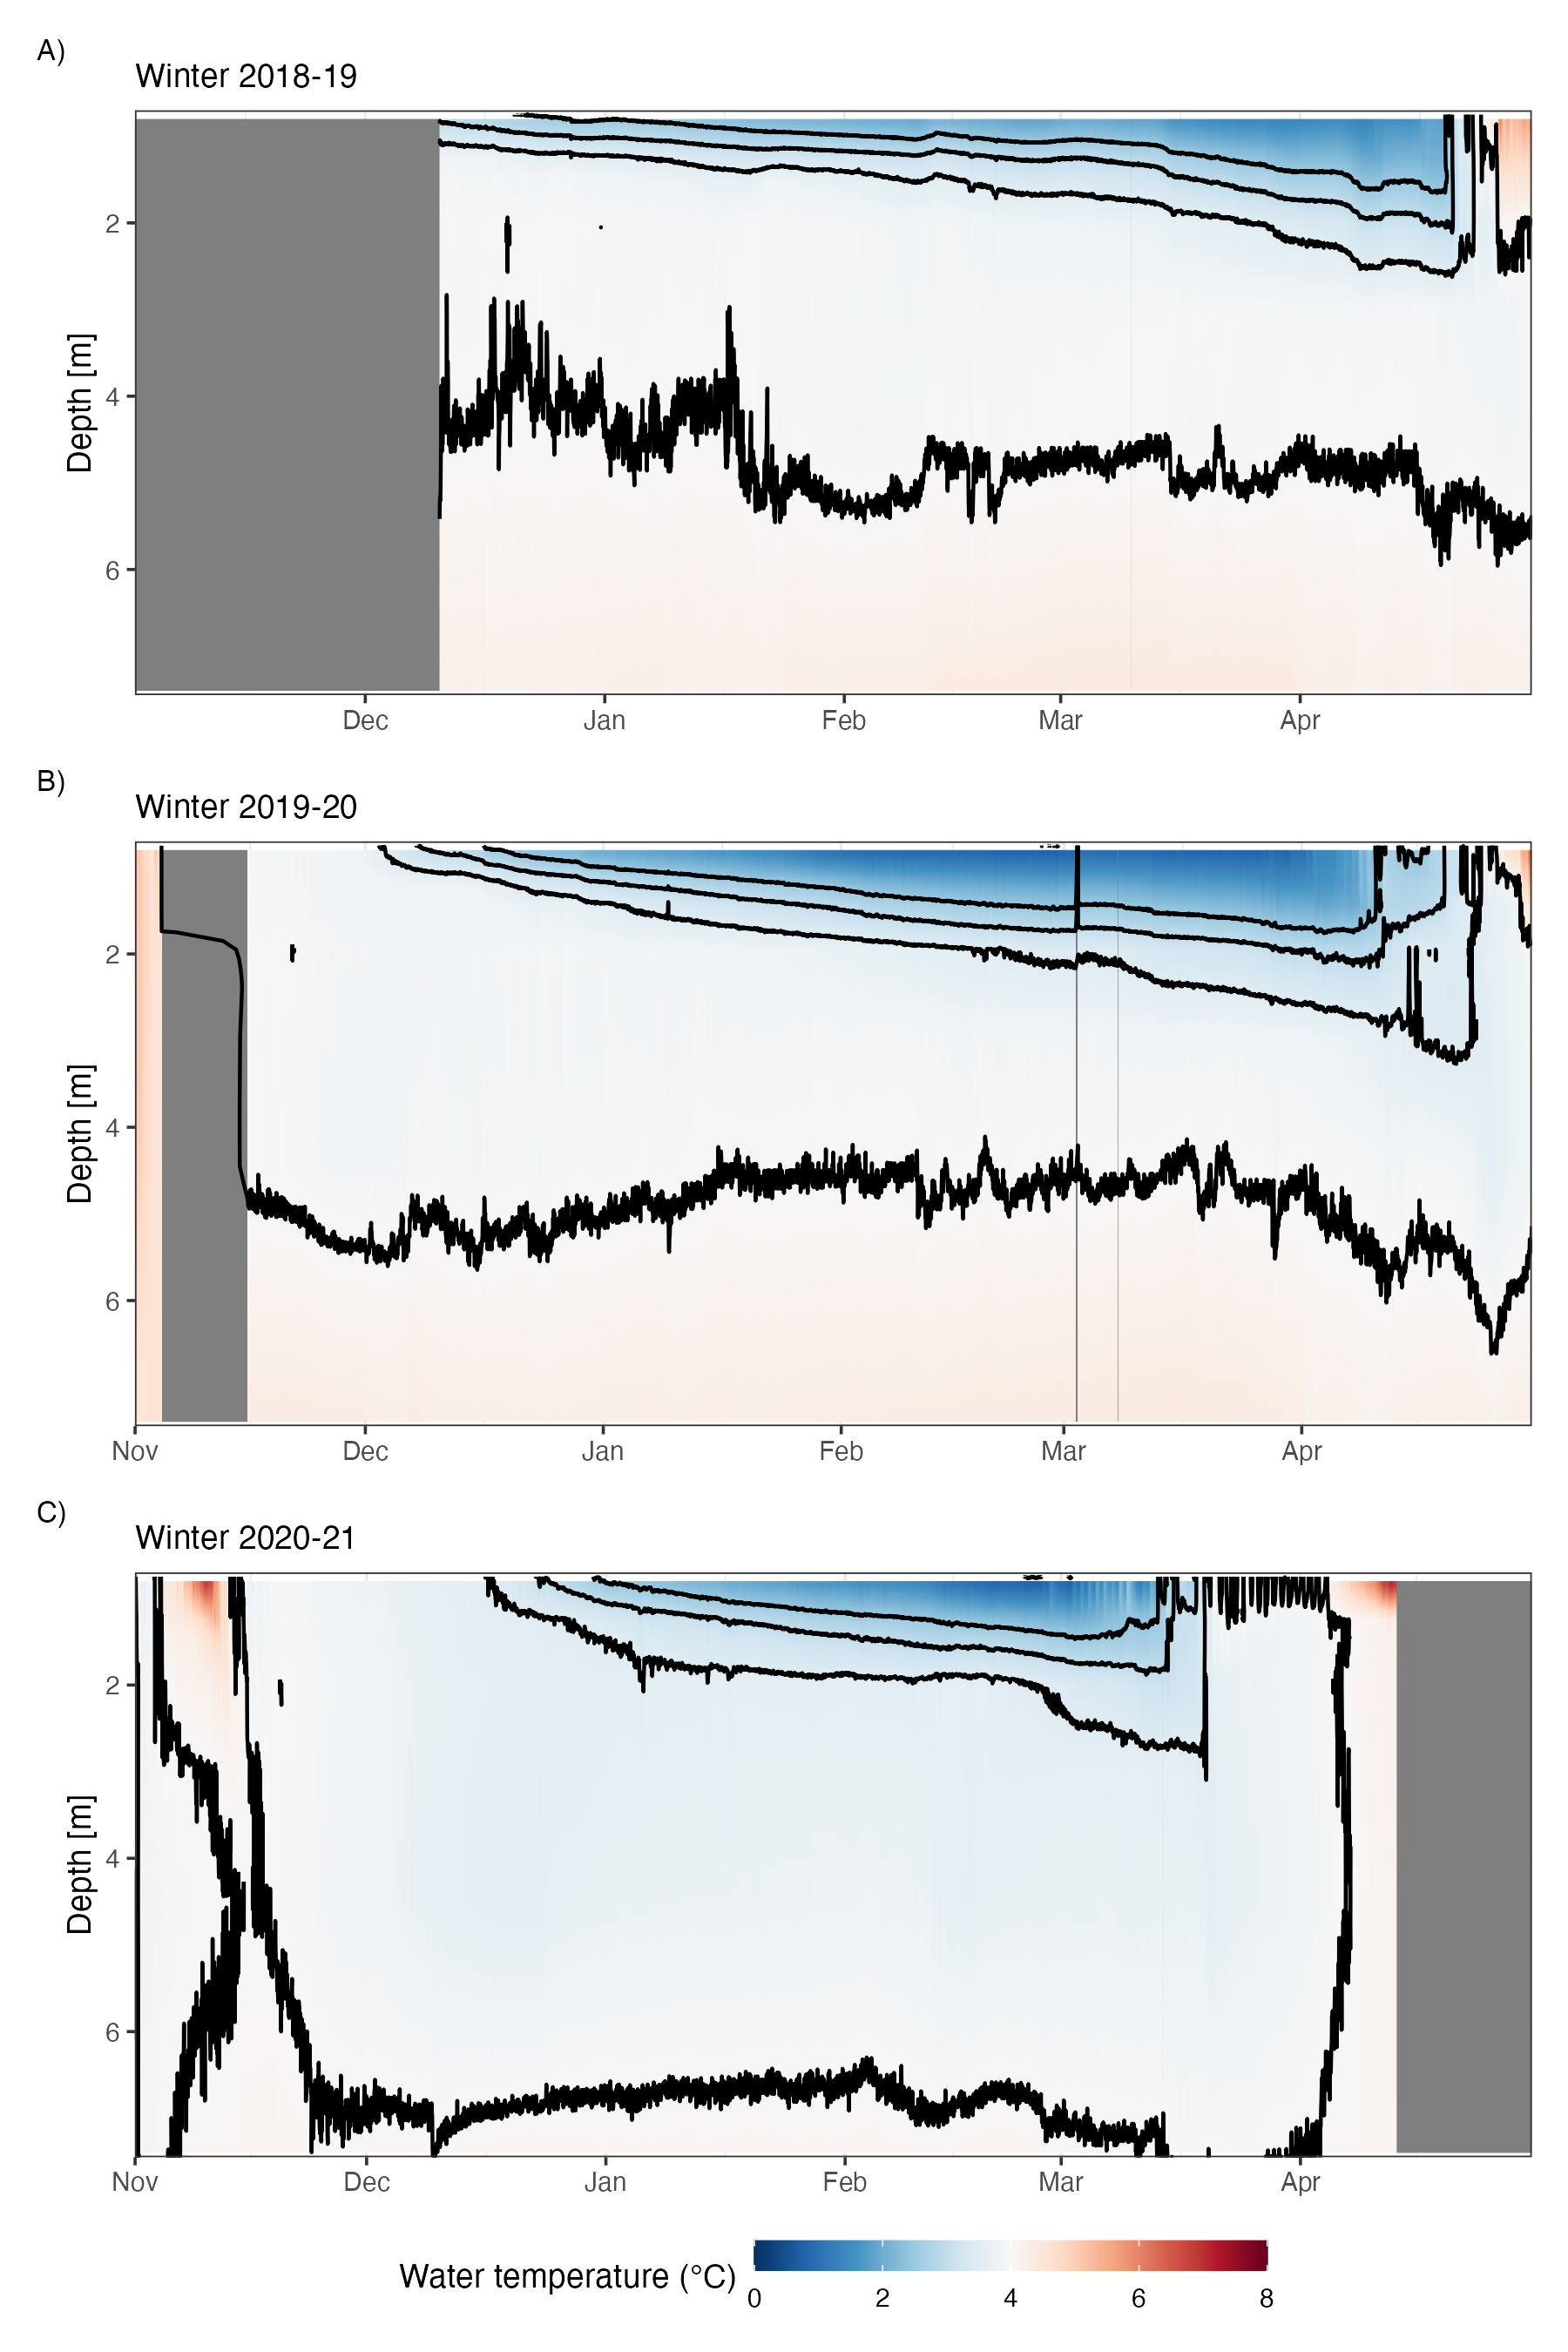 A)
Winter 2018-19
Depth [m]
2
4
6
Dec Jan Feb Mar Apr
B)
Winter 2019-20
Depth [m]
2
4
6
Nov Dec Jan Feb Mar Apr
C)
Winter 2020-21
Depth [m]
2
4
6
Nov Dec Jan Feb Mar Apr
Water temperature (°C)
0 2 4 6 8